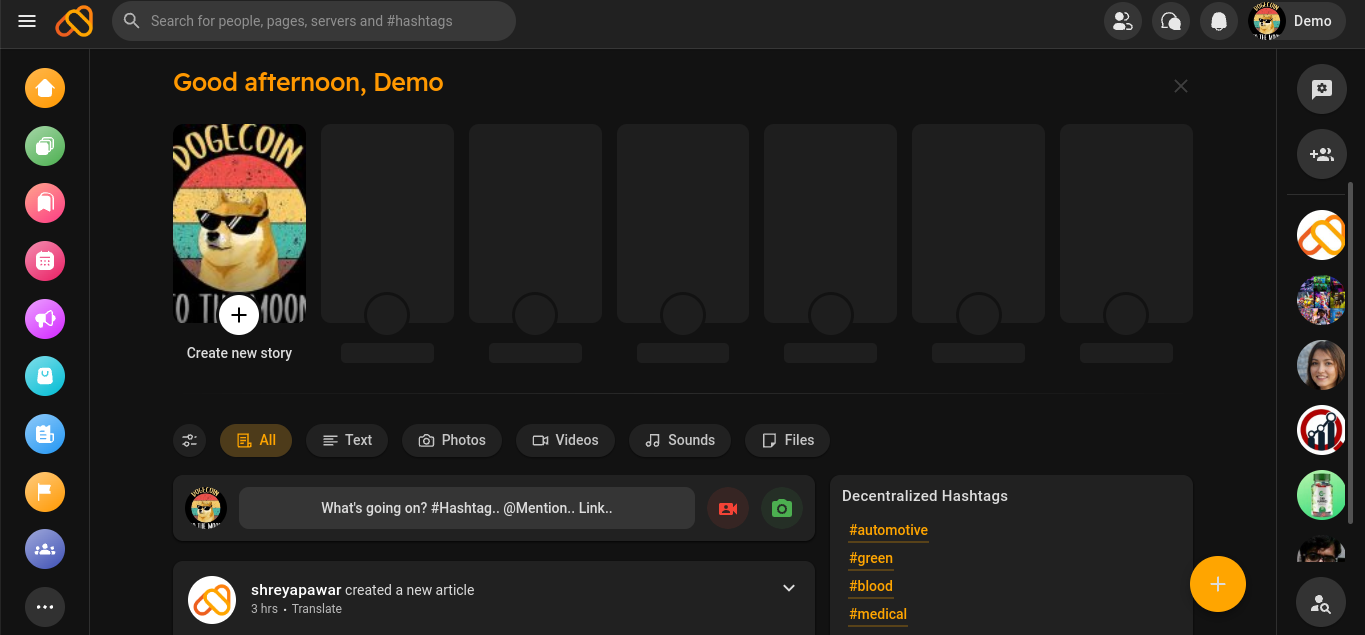 Search for people, pages, servers and #hashtags
Demo
Good afternoon, Demo
DOGECOIN
TO THE MOON
Create new story
All
Text
Photos
Videos
Sounds
Files
What's going on? #Hashtag.. @Mention.. Link..
Decentralized Hashtags
#automotive
#green
#blood
#medical
shreyapawar created a new article
3 hrs • Translate